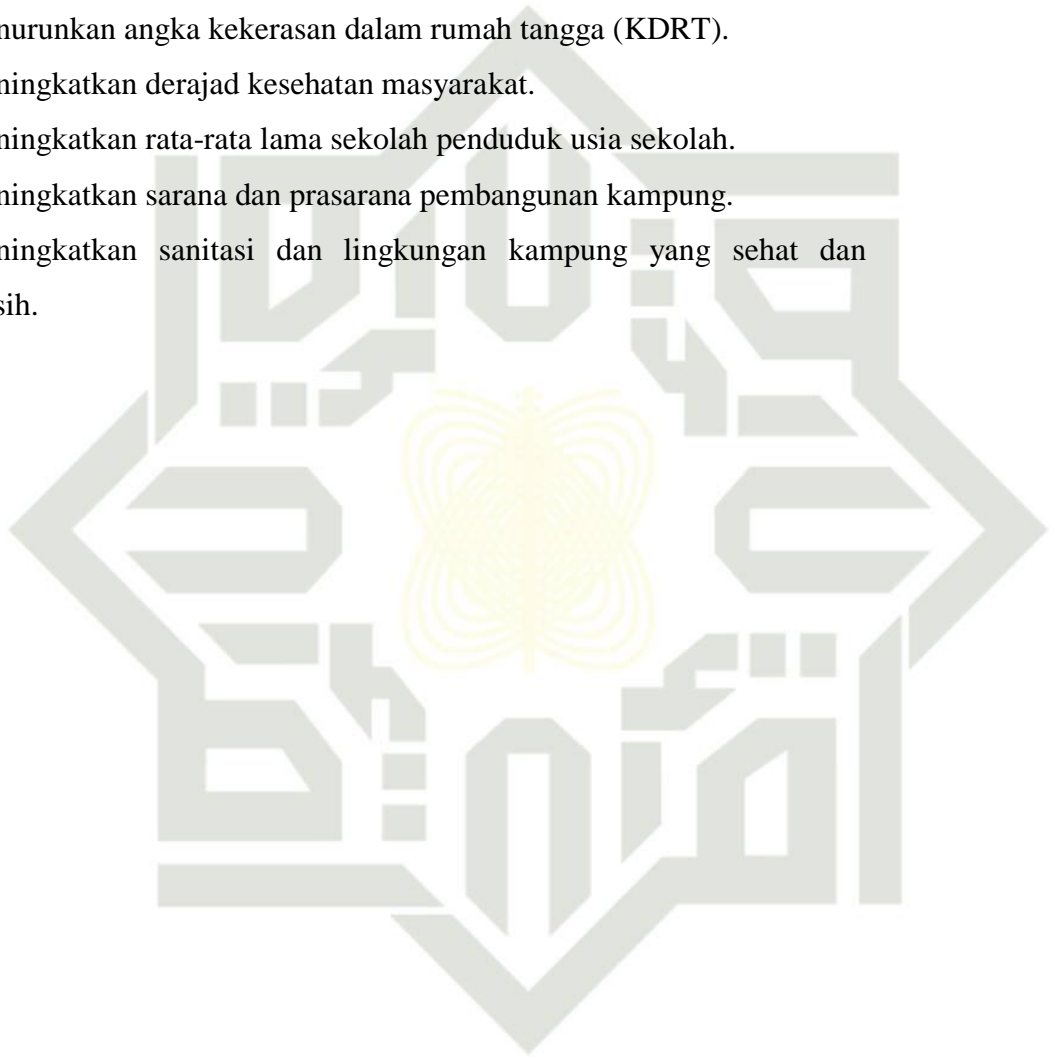 nurunkan angka kekerasan dalam rumah tangga (KDRT).
ningkatkan derajad kesehatan masyarakat.
ningkatkan rata-rata lama sekolah penduduk usia sekolah.
ningkatkan sarana dan prasarana pembangunan kampung.
ningkatkan sanitasi dan lingkungan kampung yang sehat dan
sih.